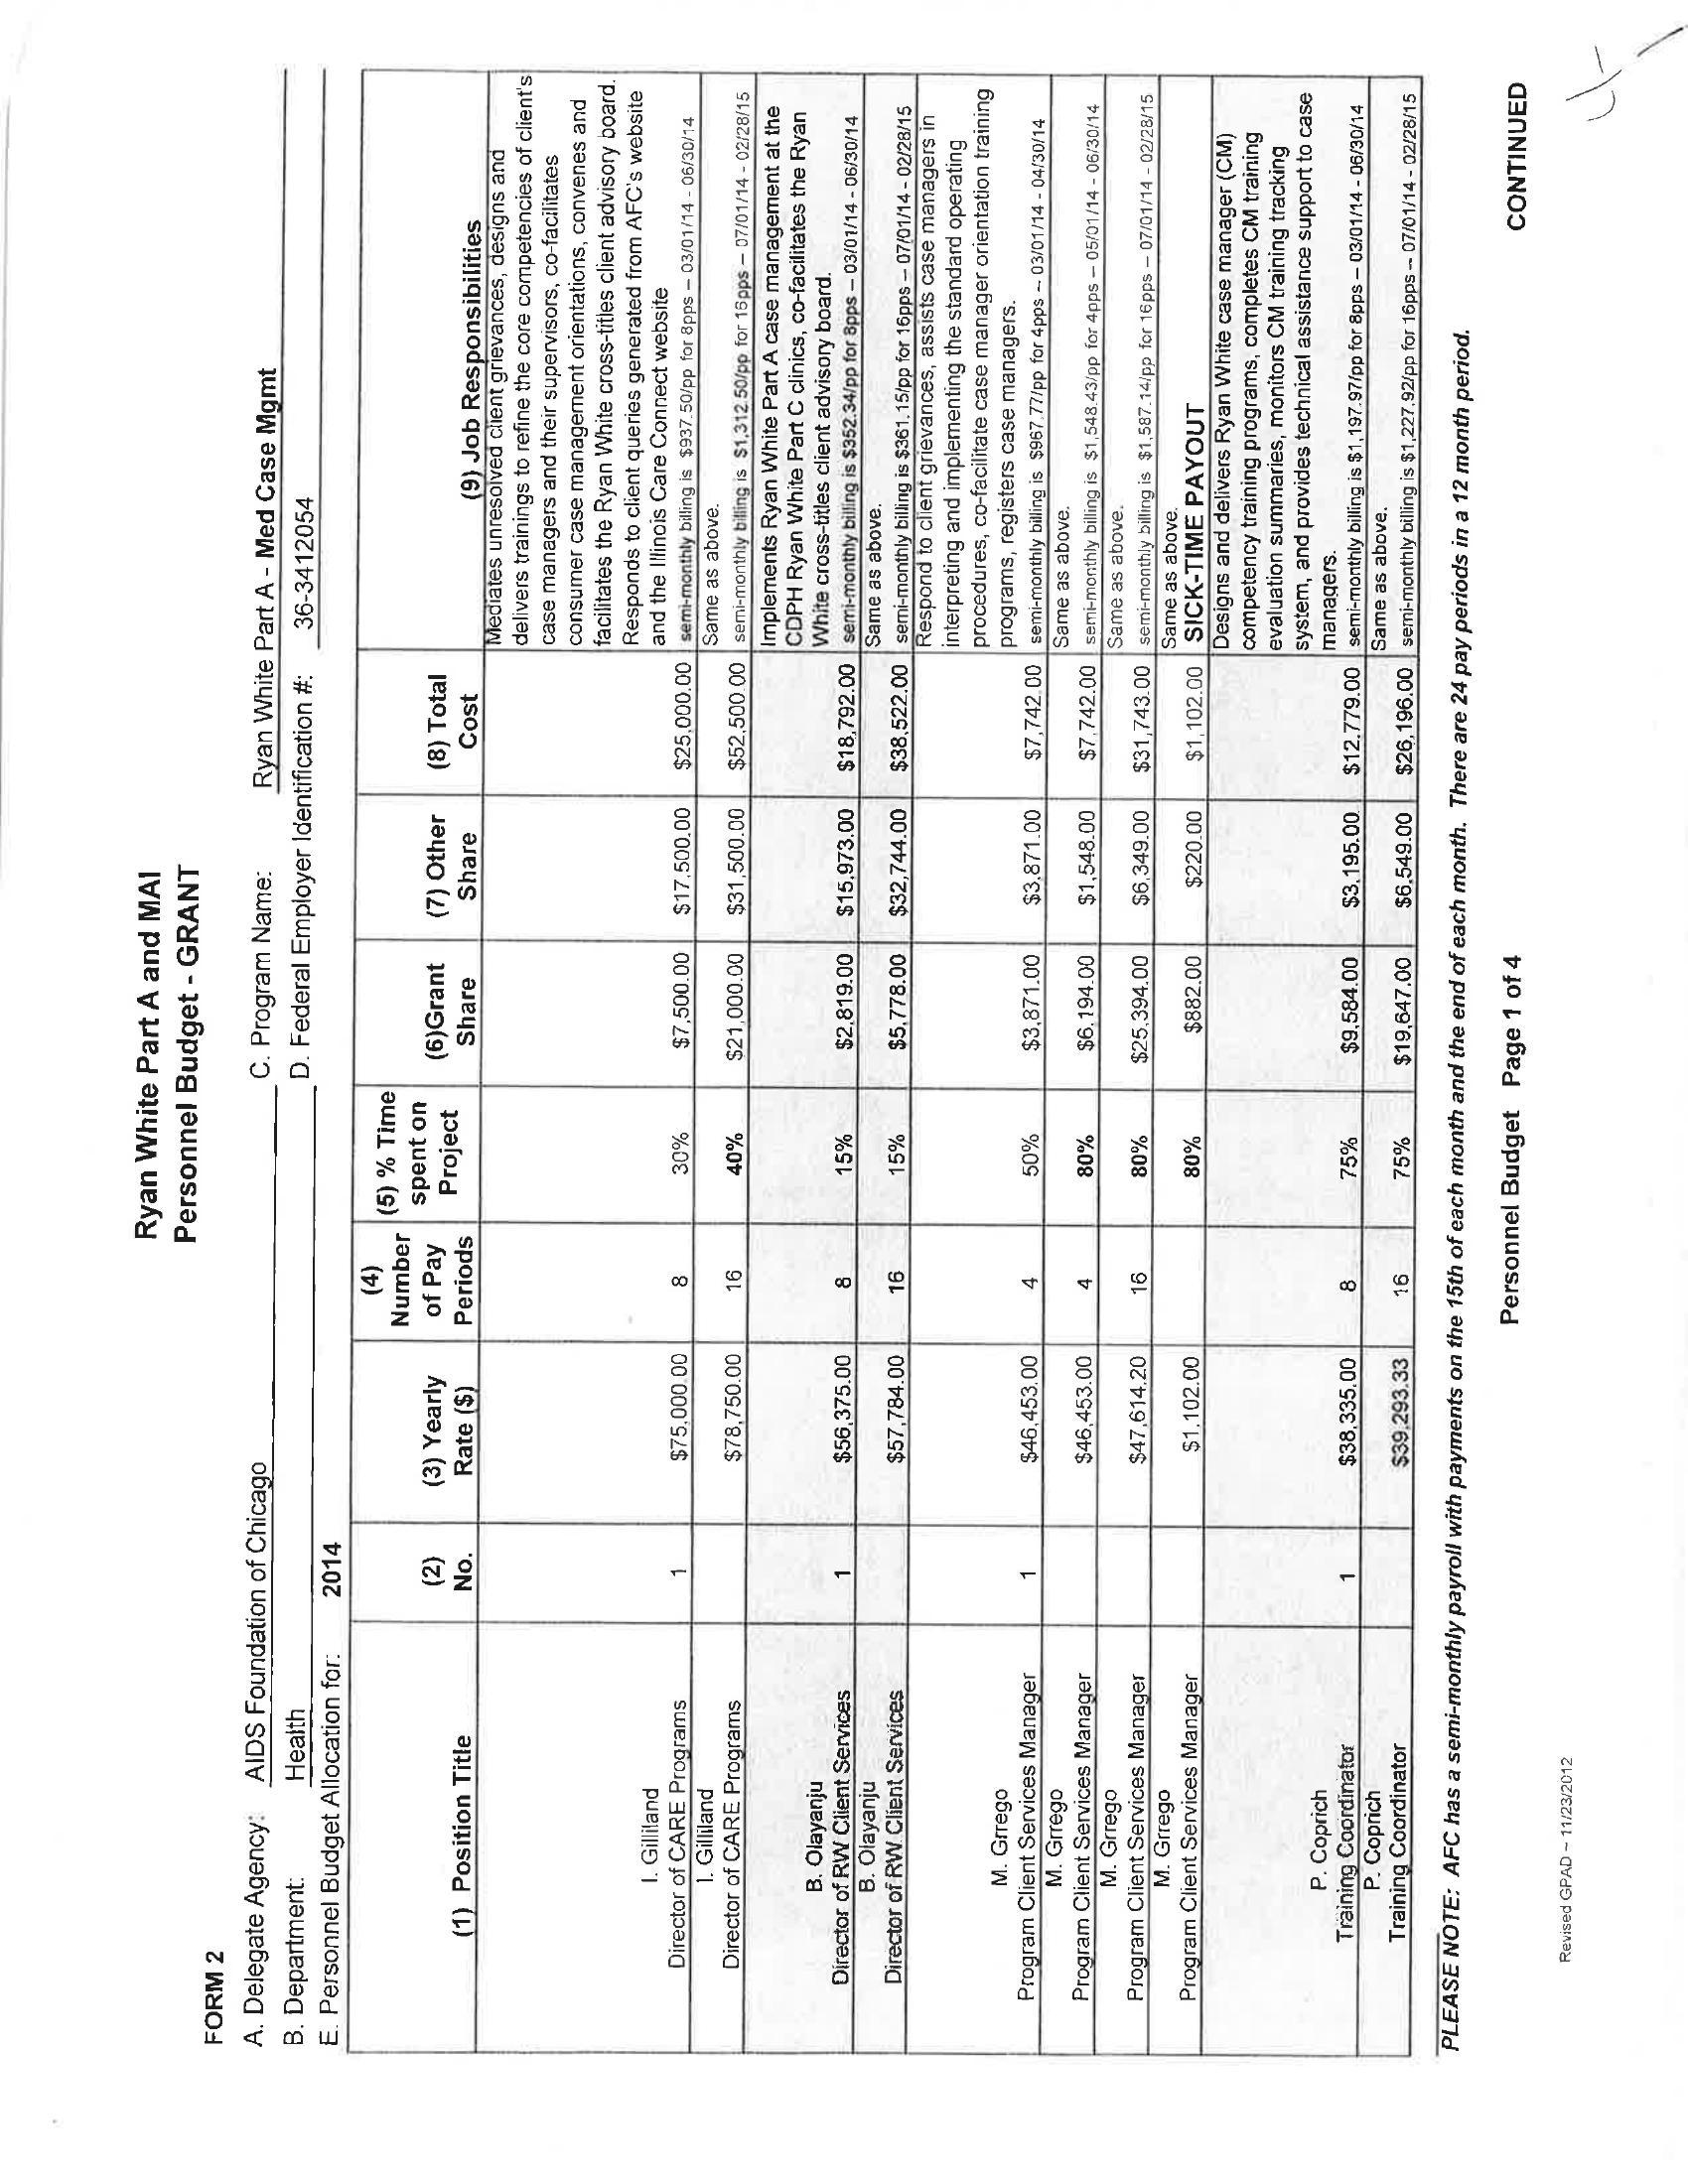 Ryan White Part A and MAI
Personnel Budget - GRANT
FORM 2
A. Delegate Agency: AIDS Foundation of Chicago C. Program Name: Ryan White Part A - Med Case Mgmt
B. Department: Health D. Federal Employer Identification #: 36-3412054
E. Personnel Budget Allocation for: 2014
(1) Position Title (2) No. (3) Yearly Rate ($) (4) Number of Pay Periods (5) % Time spent on Project (6)Grant Share (7) Other Share (8) Total Cost (9) Job Responsibilities
Mediates unresolved client grievances, designs and
delivers trainings to refine the core competencies of client's
case managers and their supervisors, co-facilitates
consumer case management orientations, convenes and
facilitates the Ryan White cross-titles client advisory board.
Responds to client queries generated from AFC's website
and the Illinois Care Connect website
I. Gilliland
Director of CARE Programs 1 $75,000.00 8 30% $7,500.00 $17,500.00 $25,000.00 semi-monthly billing is $937.50/pp for 8pps – 03/01/14 - 06/30/14
I. Gilliland Same as above.
Director of CARE Programs $78,750.00 16 40% $21,000.00 $31,500.00 $52,500.00 semi-monthly billing is $1,312.50/pp for 16pps – 07/01/14 - 02/28/15
Implements Ryan White Part A case management at the
CDPH Ryan White Part C clinics, co-facilitates the Ryan
B. Olayanju White cross-titles client advisory board.
Director of RW Client Services 1 $56,375.00 8 15% $2,819.00 $15,973.00 $18,792.00 semi-monthly billing is $352.34/pp for 8pps – 03/01/14 - 06/30/14
B. Olayanju Same as above.
Director of RW Client Services $57,784.00 16 15% $5,778.00 $32,744.00 $38,522.00 semi-monthly billing is $361.15/pp for 16pps – 07/01/14 - 02/28/15
Respond to client grievances, assists case managers in
interpreting and implementing the standard operating
procedures, co-facilitate case manager orientation training
M. Grrego programs, registers case managers.
Program Client Services Manager 1 $46,453.00 4 50% $3,871.00 $3,871.00 $7,742.00 semi-monthly billing is $967.77/pp for 4pps – 03/01/14 - 04/30/14
M. Grrego Same as above.
Program Client Services Manager $46,453.00 4 80% $6,194.00 $1,548.00 $7,742.00 semi-monthly billing is $1,548.43/pp for 4pps – 05/01/14 - 06/30/14
M. Grrego Same as above.
Program Client Services Manager $47,614.20 16 80% $25,394.00 $6,349.00 $31,743.00 semi-monthly billing is $1,587.14/pp for 16pps – 07/01/14 - 02/28/15
M. Grrego Same as above.
Program Client Services Manager $1,102.00 80% $882.00 $220.00 $1,102.00 SICK-TIME PAYOUT
Designs and delivers Ryan White case manager (CM)
competency training programs, completes CM training
evaluation summaries, monitors CM training tracking
system, and provides technical assistance support to case
P. Coprich managers.
Training Coordinator 1 $38,335.00 8 75% $9,584.00 $3,195.00 $12,779.00 semi-monthly billing is $1,197.97/pp for 8pps – 03/01/14 - 06/30/14
P. Coprich Same as above.
Training Coordinator $39,293.33 16 75% $19,647.00 $6,549.00 $26,196.00 semi-monthly billing is $1,227.92/pp for 16pps – 07/01/14 - 02/28/15
PLEASE NOTE: AFC has a semi-monthly payroll with payments on the 15th of each month and the end of each month. There are 24 pay periods in a 12 month period.
Personnel Budget Page 1 of 4 CONTINUED
Revised GPAD ~ 11/23/2012